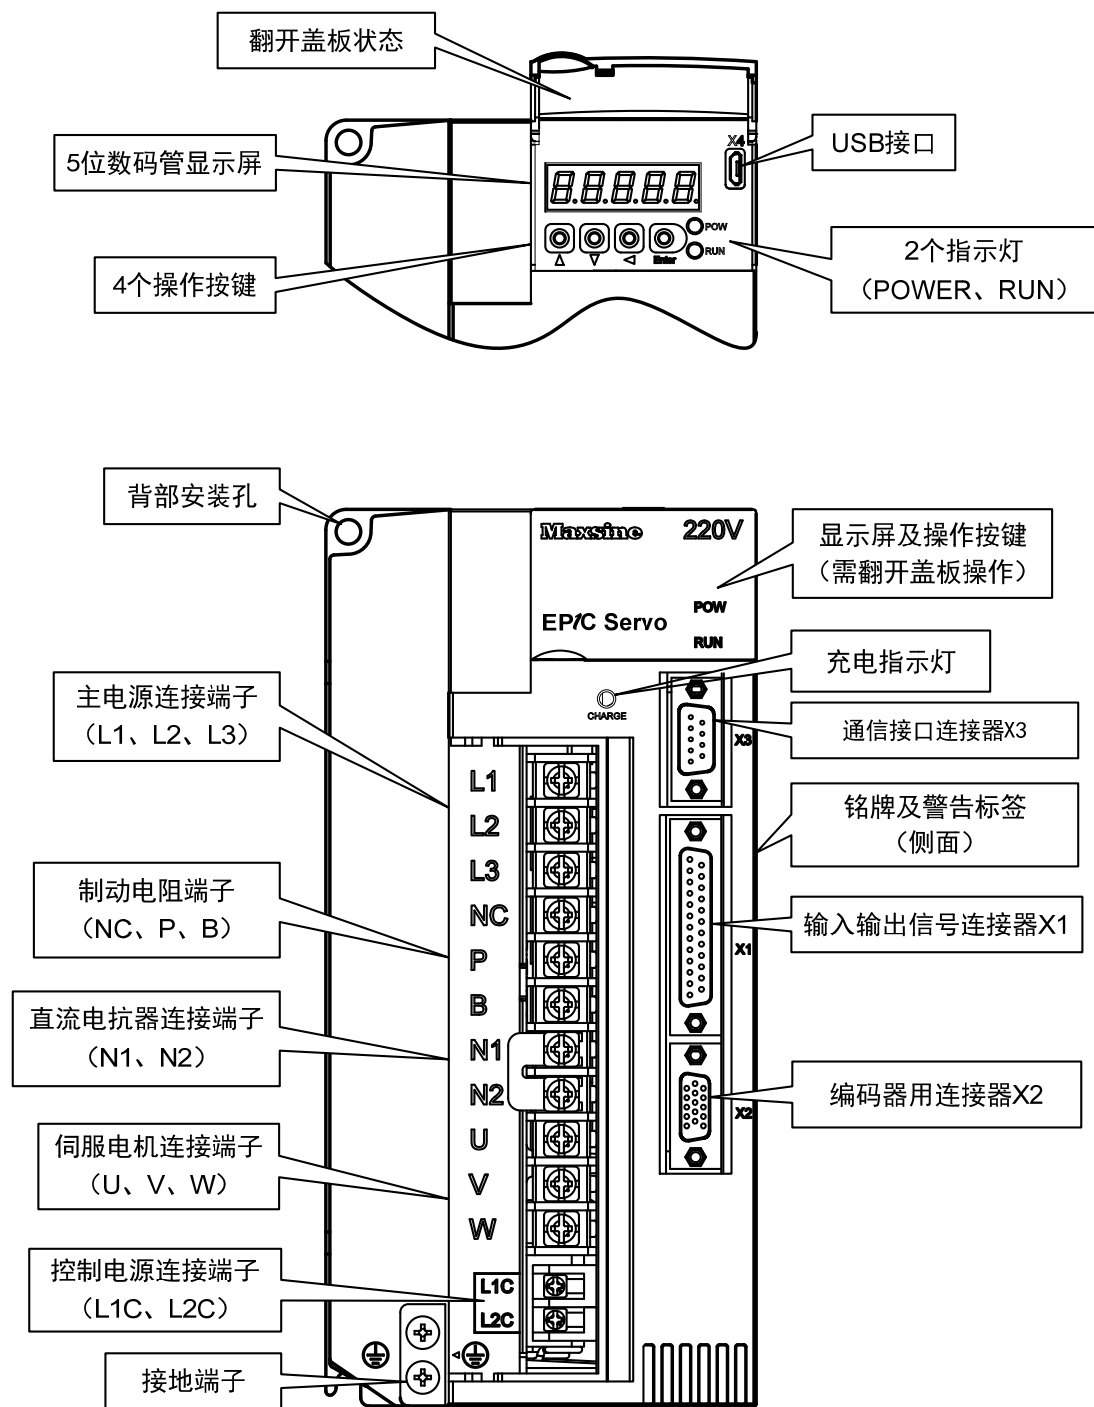 翻开盖板状态
5位数码管显示屏
4个操作按键
X4
USB接口
8.8.8.8.8.
POW
RUN
Enter
2个指示灯
（POWER、RUN）
背部安装孔
Maxsine 220V
POW
EP1C Servo
RUN
显示屏及操作按键
（需翻开盖板操作）
充电指示灯
CHARGE
通信接口连接器X3
X3
铭牌及警告标签
（侧面）
输入输出信号连接器X1
X1
编码器用连接器X2
X2
主电源连接端子
（L1、L2、L3）
制动电阻端子
（NC、P、B）
直流电抗器连接端子
（N1、N2）
伺服电机连接端子
（U、V、W）
控制电源连接端子
（L1C、L2C）
接地端子
L1
L2
L3
NC
P
B
N1
N2
U
V
W
L1C
L2C